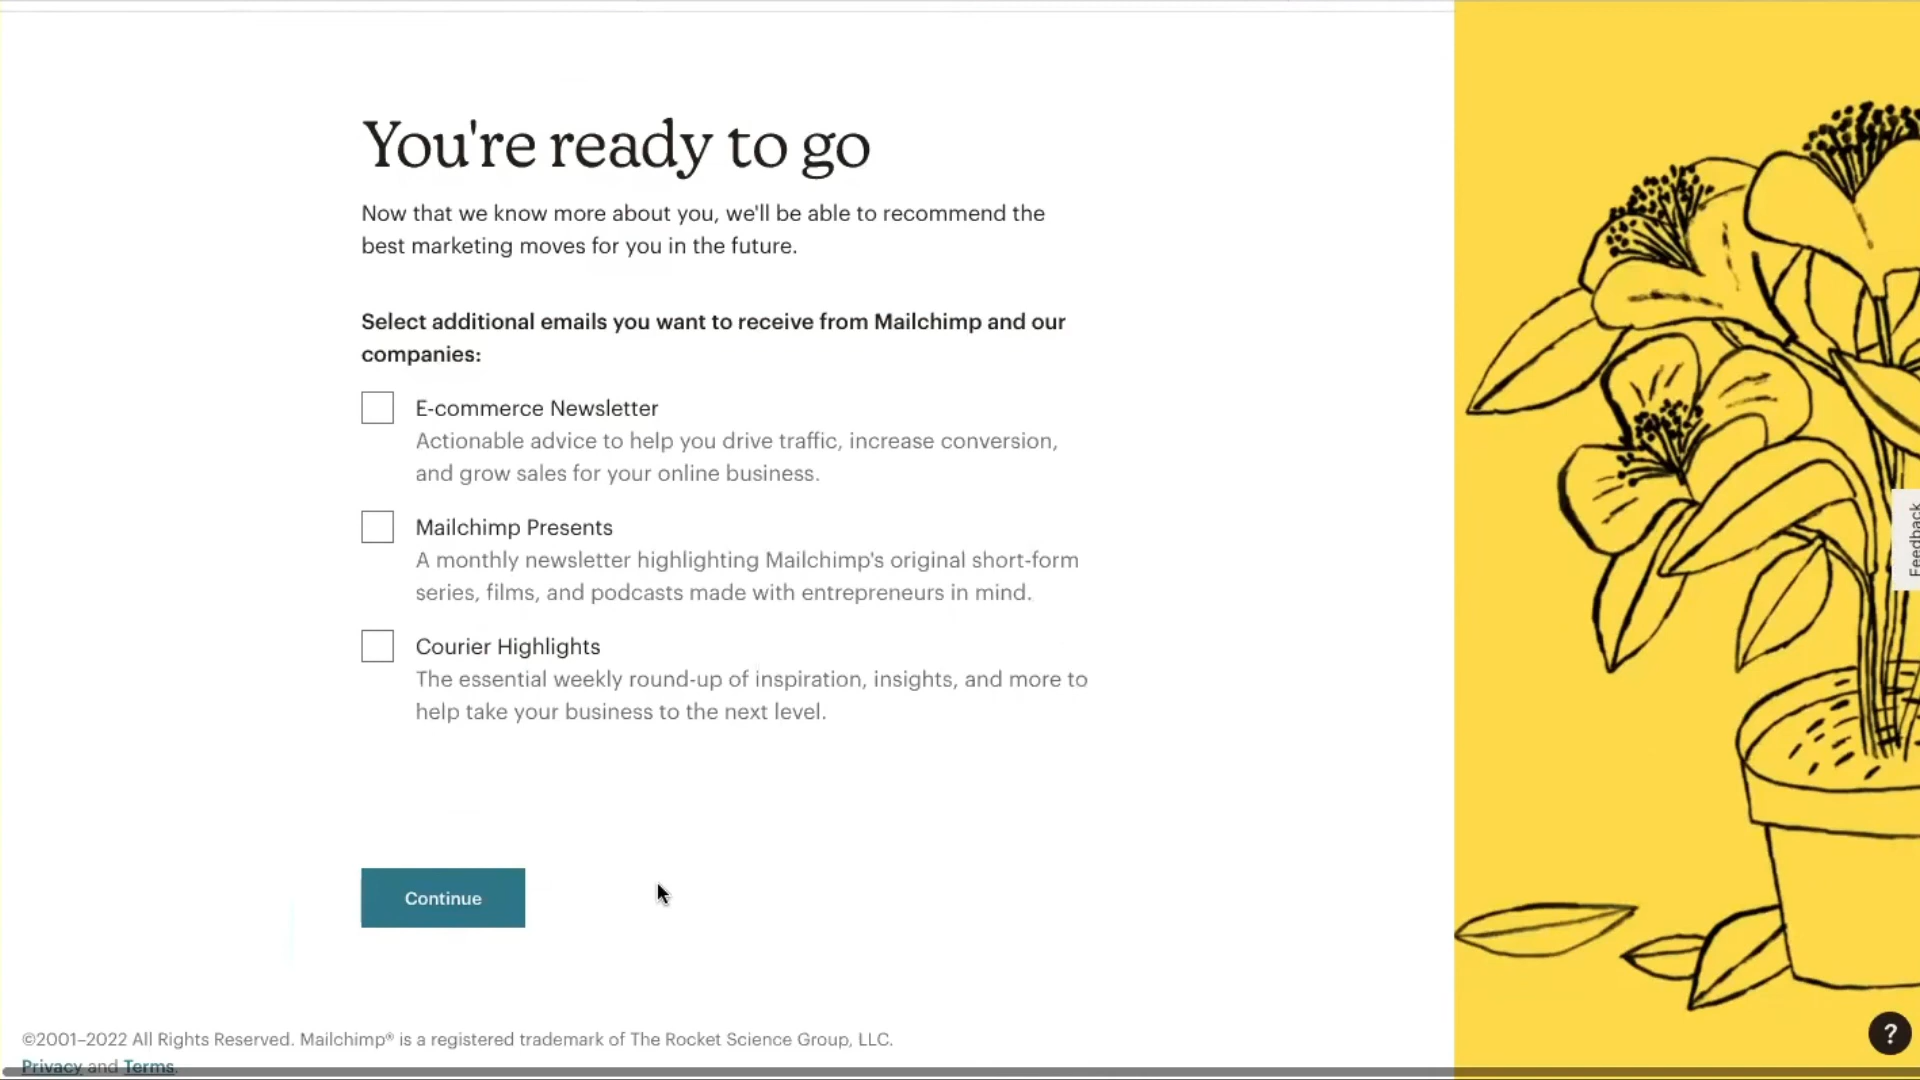 You're ready to go
Now that we know more about you, we'll be able to recommend the
best marketing moves for you in the future.
Select additional emails you want to receive from Mailchimp and our
companies:
E-commerce Newsletter
Actionable advice to help you drive traffic, increase conversion,
and grow sales for your online business.
Mailchimp Presents
A monthly newsletter highlighting Mailchimp's original short-form
series, films, and podcasts made with entrepreneurs in mind.
Courier Highlights
The essential weekly round-up of inspiration, insights, and more to
help take your business to the next level.
Continue
Feedback
?
©2001–2022 All Rights Reserved. Mailchimp® is a registered trademark of The Rocket Science Group, LLC.
Privacy and Terms.